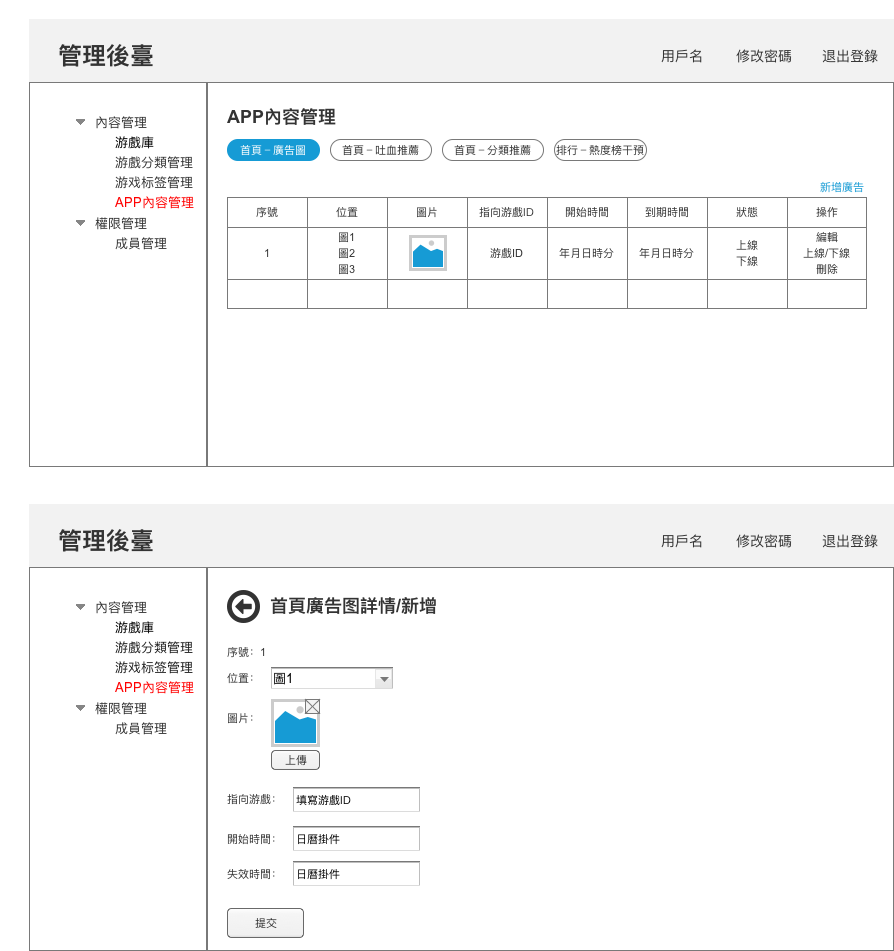 管理後臺
用戶名 修改密碼 退出登錄
內容管理
游戲庫
游戲分類管理
游戏标签管理
APP內容管理
權限管理
成員管理
APP內容管理
首頁－廣告圖 首頁－吐血推薦 首頁－分類推薦 排行－熱度榜干預
新增廣告
序號 位置 圖片 指向游戲ID 開始時間 到期時間 狀態 操作
1 圖1 圖2 圖3 游戲ID 年月日時分 年月日時分 上線 下線 編輯 上線/下線 刪除
管理後臺
用戶名 修改密碼 退出登錄
內容管理
游戲庫
游戲分類管理
游戏标签管理
APP內容管理
權限管理
成員管理
首頁廣告图詳情/新增
序號：1
位置： 圖1
圖片：
上傳
指向游戲： 填寫游戲ID
開始時間： 日曆掛件
失效時間： 日曆掛件
提交